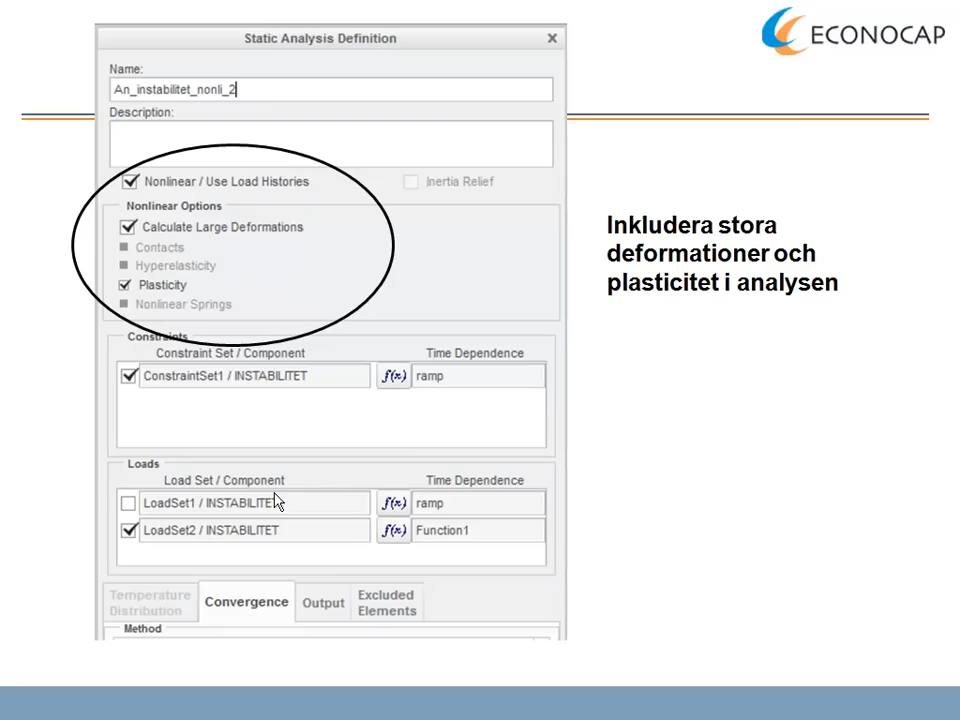 ECONOCAP
Static Analysis Definition
Name:
An_instabilitet_nonli_2
Description:
Nonlinear / Use Load Histories
Inertia Relief
Nonlinear Options
Calculate Large Deformations
Contacts
Hyperelasticity
Plasticity
Nonlinear Springs
Inkludera stora
deformationer och
plasticitet i analysen
Constraints
Constraint Set / Component
Time Dependence
ConstraintSet1 / INSTABILITET
f(x)
ramp
Loads
Load Set / Component
Time Dependence
LoadSet1 / INSTABILITET
f(x)
ramp
LoadSet2 / INSTABILITET
f(x)
Function1
Temperature
Distribution
Convergence
Output
Excluded
Elements
Method